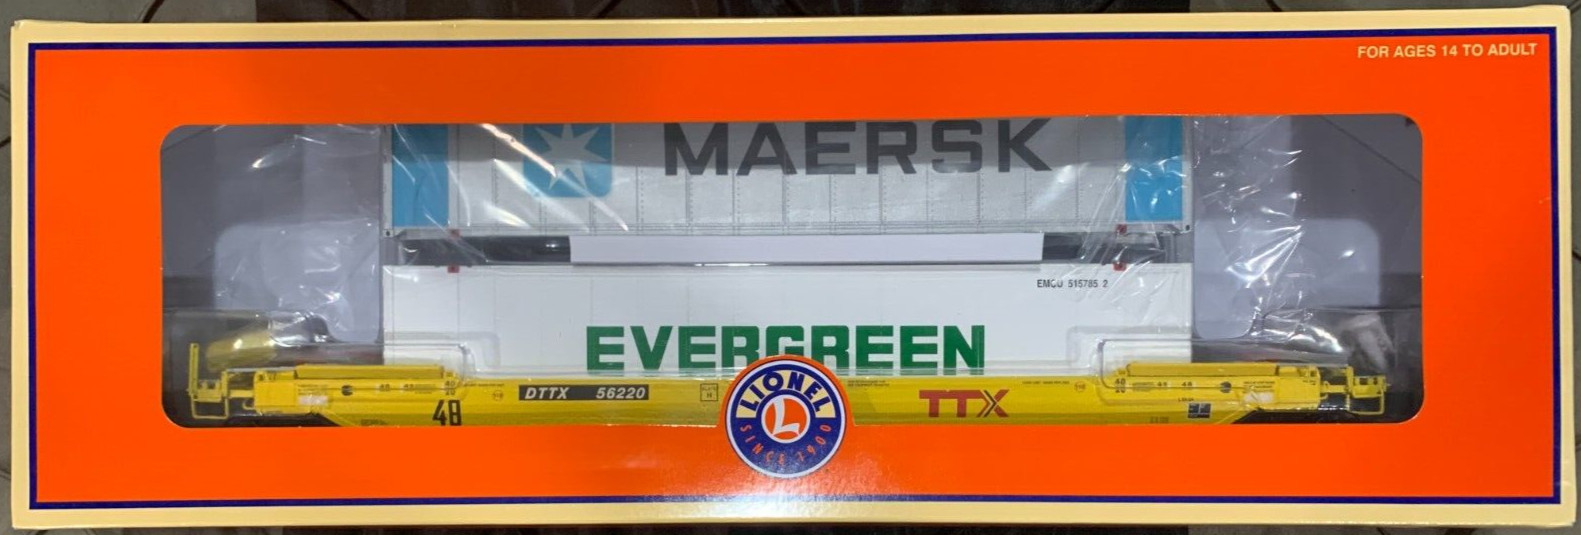 FOR AGES 14 TO ADULT
MAERSK
EMCU 515785 2
EVERGREEN
DTTX 56220
TTX
48
LIONEL
L
SINCE 1900